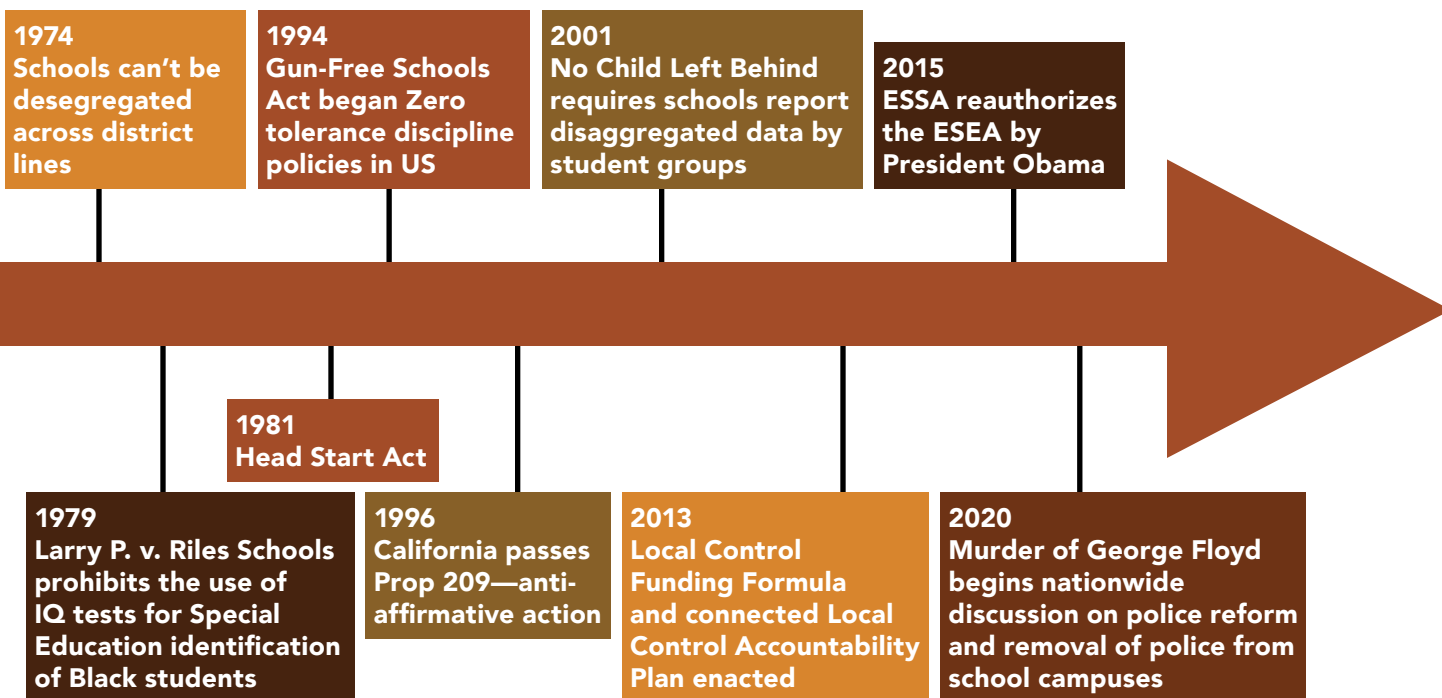 1974
Schools can't be
desegregated
across district
lines
1994
Gun-Free Schools
Act began Zero
tolerance discipline
policies in US
2001
No Child Left Behind
requires schools report
disaggregated data by
student groups
2015
ESSA reauthorizes
the ESEA by
President Obama
1979
Larry P. v. Riles Schools
prohibits the use of
IQ tests for Special
Education identification
of Black students
1981
Head Start Act
1996
California passes
Prop 209—anti-
affirmative action
2013
Local Control
Funding Formula
and connected Local
Control Accountability
Plan enacted
2020
Murder of George Floyd
begins nationwide
discussion on police reform
and removal of police from
school campuses